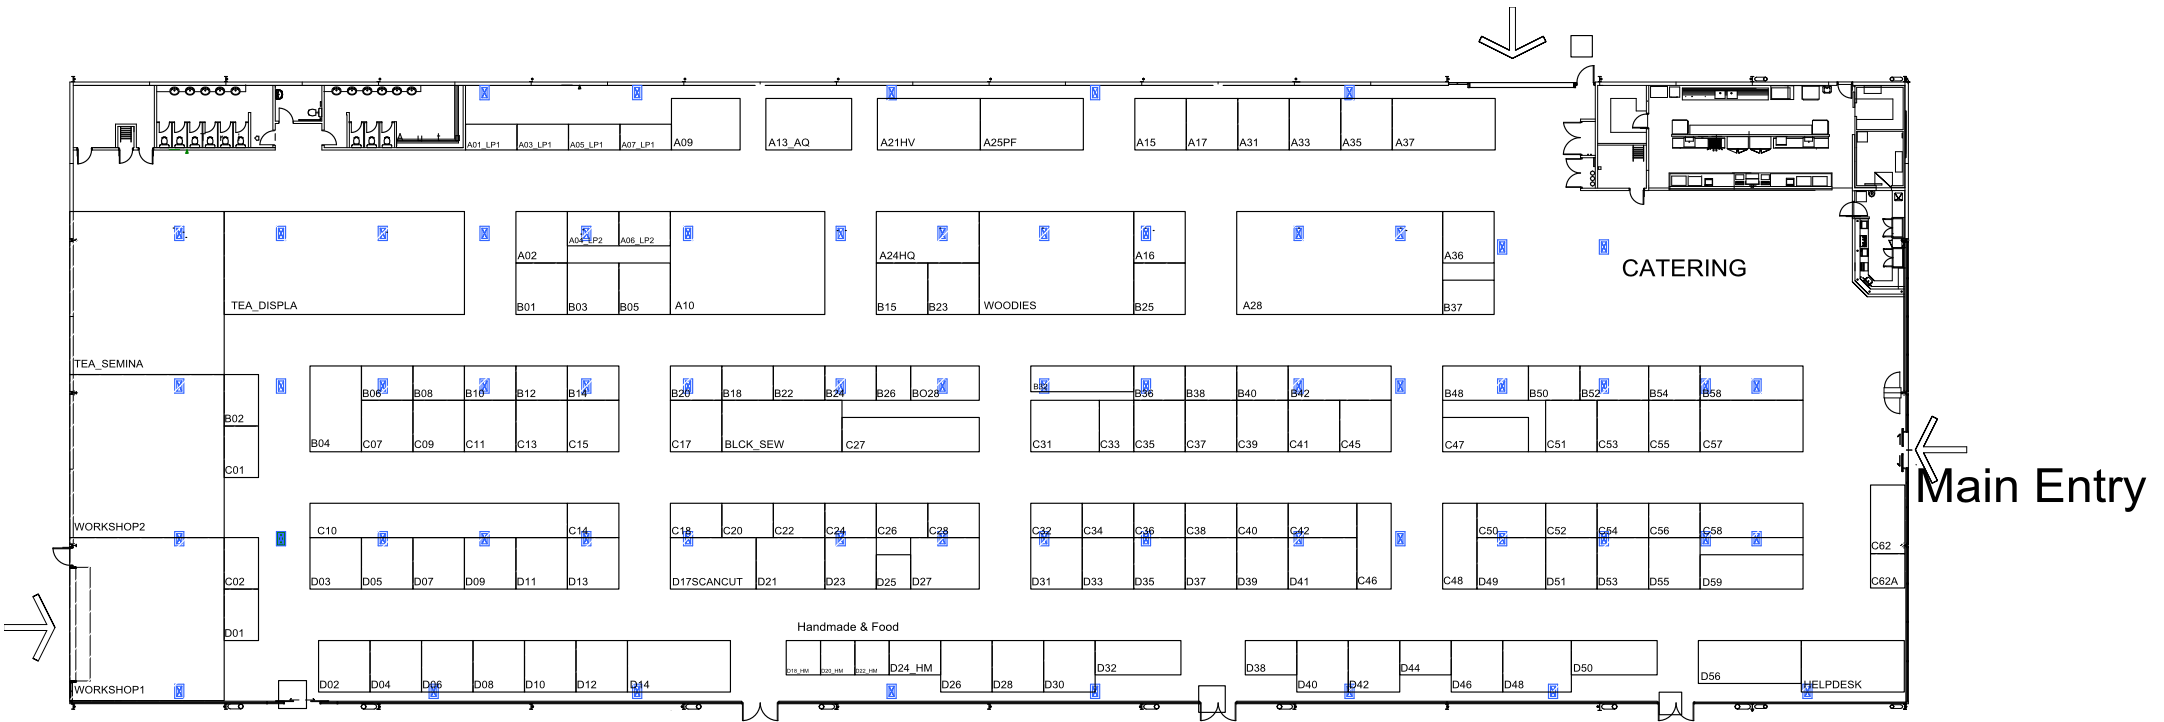 A01_LP1 A03_LP1 A05_LP1 A07_LP1 A09 A13_AQ A21HV A25PF A15 A17 A31 A33 A35 A37
A04_LP2 A06_LP2
A02 A24HQ A16 A36
CATERING
TEA_DISPLA B01 B03 B05 A10 B15 B23 WOODIES B25 A28 B37
TEA_SEMINA
B32
B06 B08 B10 B12 B14 B20 B18 B22 B24 B26 BO28 B36 B38 B40 B42 B48 B50 B52 B54 B58
B02
B04 C07 C09 C11 C13 C15 C17 BLCK_SEW C27 C31 C33 C35 C37 C39 C41 C45 C47 C51 C53 C55 C57
C01
Main Entry
WORKSHOP2 C10 C14 C18 C20 C22 C24 C26 C28 C32 C34 C36 C38 C40 C42 C50 C52 C54 C56 C58
C62
C02 D03 D05 D07 D09 D11 D13 D17SCANCUT D21 D23 D25 D27 D31 D33 D35 D37 D39 D41 C46 C48 D49 D51 D53 D55 D59 C62A
Handmade & Food
D01
D18_HM D20_HM D22_HM D24_HM D32 D38 D44 D50
D56
WORKSHOP1 D02 D04 D06 D08 D10 D12 D14 D26 D28 D30 D40 D42 D46 D48 HELPDESK